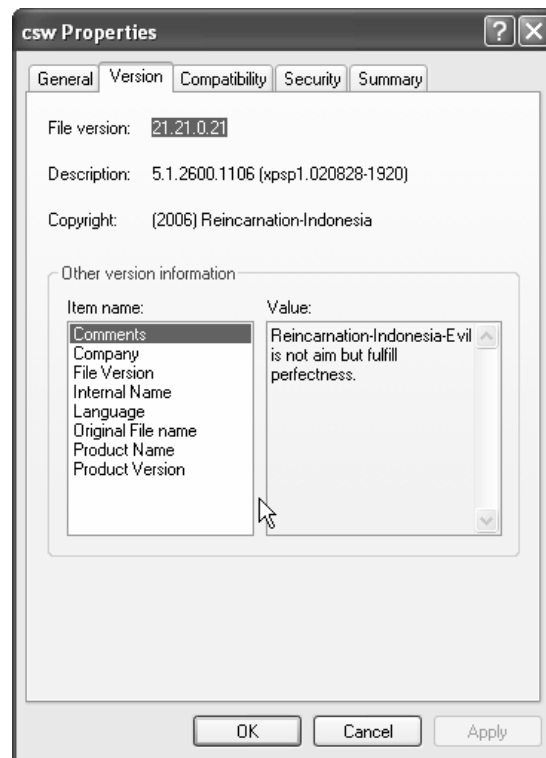 csw Properties
General Version Compatibility Security Summary
File version: 21.21.0.21
Description: 5.1.2600.1106 (xpsp1.020828-1920)
Copyright: (2006) Reincarnation-Indonesia
Other version information
Item name:
Comments
Company
File Version
Internal Name
Language
Original File name
Product Name
Product Version
Value:
Reincarnation-Indonesia-Evil
is not aim but fulfill
perfectness.
OK Cancel Apply